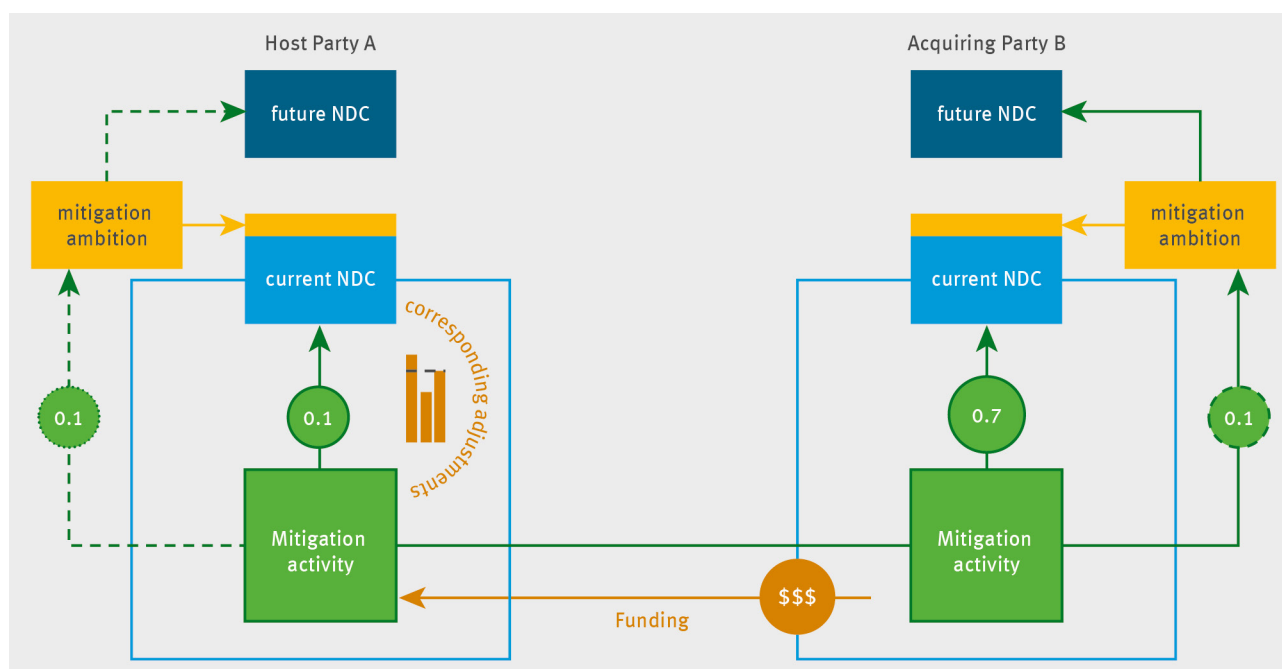 Host Party A
Acquiring Party B
future NDC
future NDC
mitigation
ambition
mitigation
ambition
current NDC
current NDC
corresponding adjustments
0.1
0.1
0.7
0.1
Mitigation
activity
Mitigation
activity
$$$
Funding